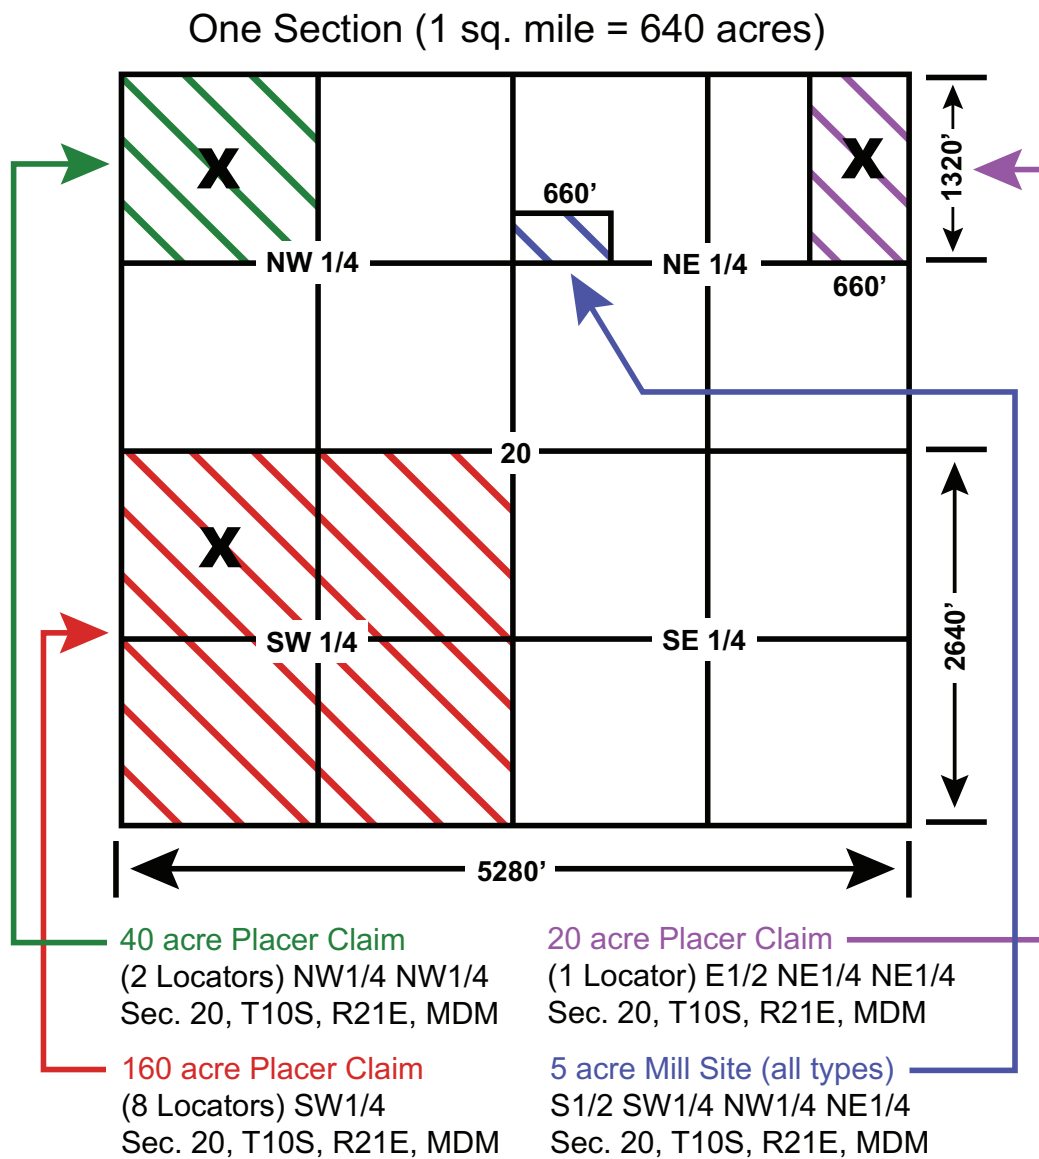 One Section (1 sq. mile = 640 acres)
X
X
1320’
660’
NW 1/4
NE 1/4
660’
20
X
SW 1/4
SE 1/4
2640’
5280’
40 acre Placer Claim
(2 Locators) NW1/4 NW1/4
Sec. 20, T10S, R21E, MDM
20 acre Placer Claim
(1 Locator) E1/2 NE1/4 NE1/4
Sec. 20, T10S, R21E, MDM
160 acre Placer Claim
(8 Locators) SW1/4
Sec. 20, T10S, R21E, MDM
5 acre Mill Site (all types)
S1/2 SW1/4 NW1/4 NE1/4
Sec. 20, T10S, R21E, MDM